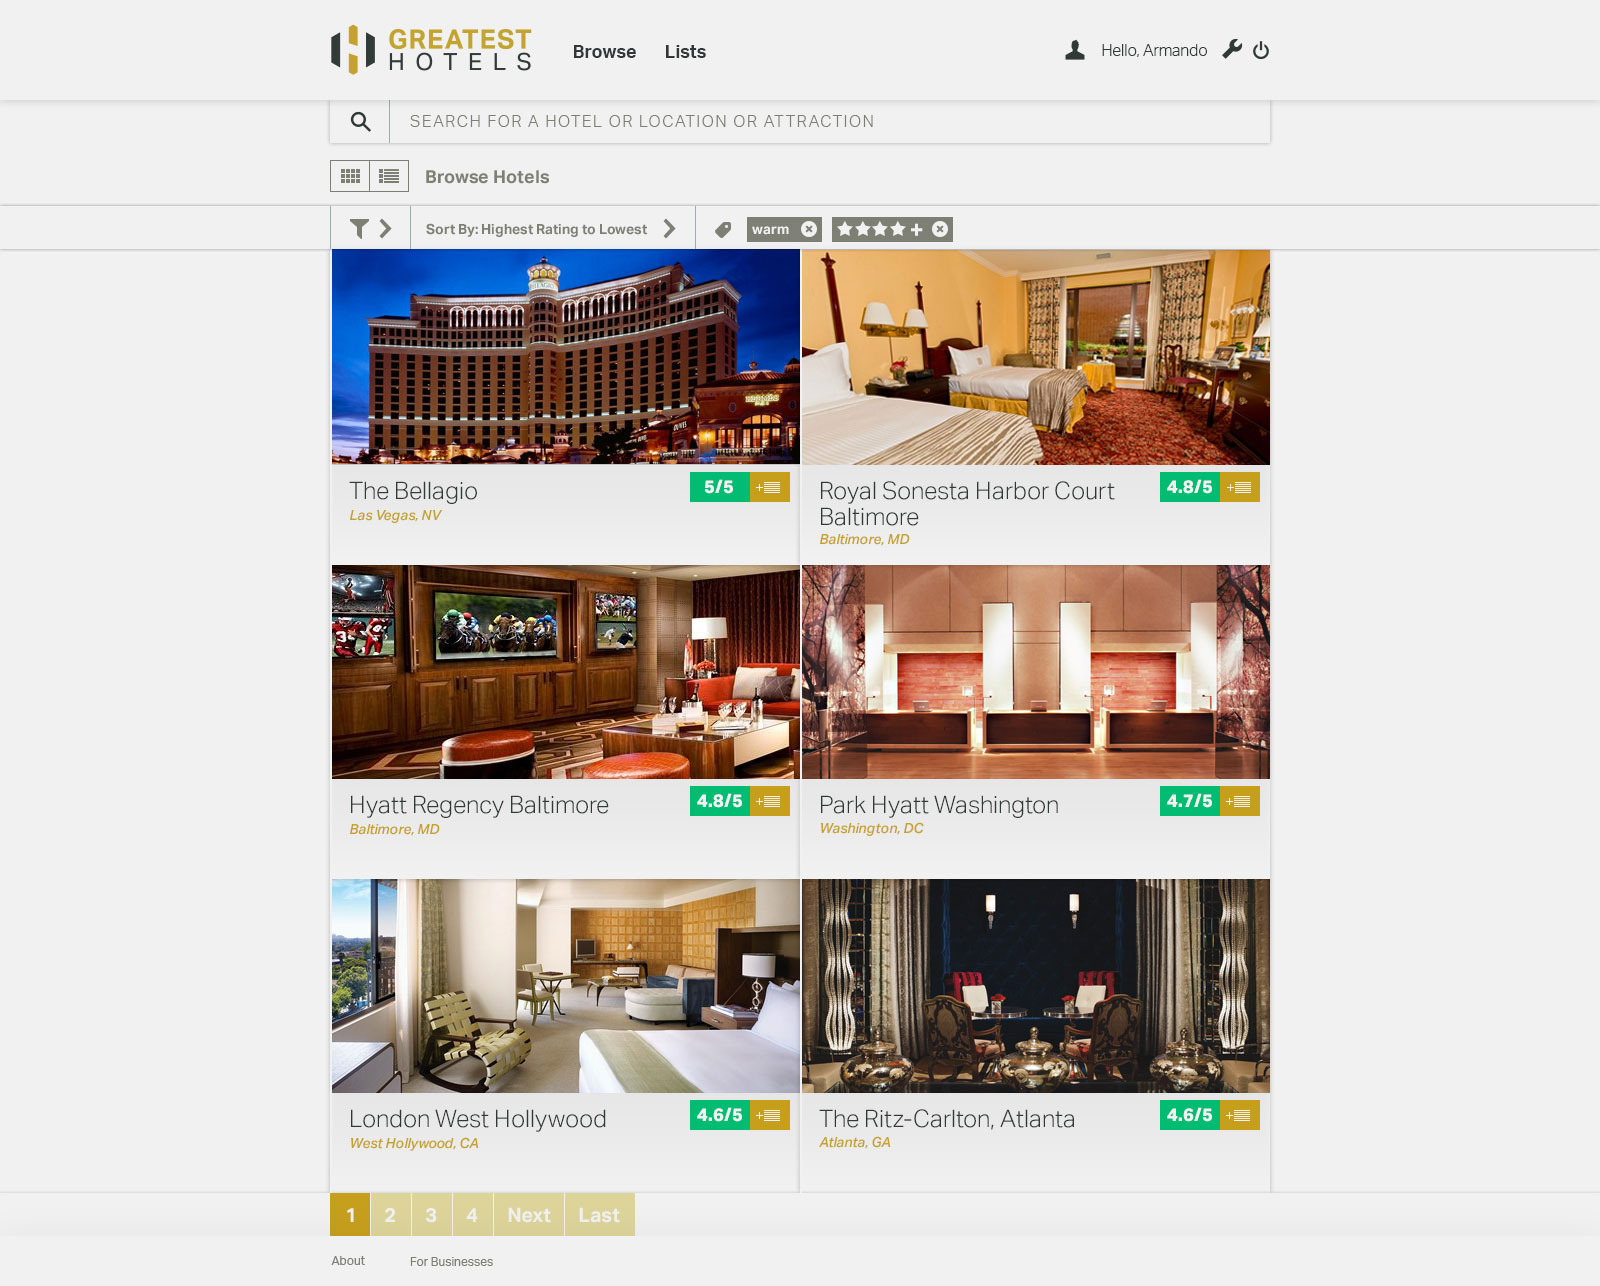 GREATEST
HOTELS
Browse
Lists
Hello, Armando
SEARCH FOR A HOTEL OR LOCATION OR ATTRACTION
Browse Hotels
Sort By: Highest Rating to Lowest
warm
The Bellagio
5/5
Las Vegas, NV
Royal Sonesta Harbor Court
Baltimore
4.8/5
Baltimore, MD
Hyatt Regency Baltimore
4.8/5
Baltimore, MD
Park Hyatt Washington
4.7/5
Washington, DC
London West Hollywood
4.6/5
West Hollywood, CA
The Ritz-Carlton, Atlanta
4.6/5
Atlanta, GA
1 2 3 4 Next Last
About
For Businesses